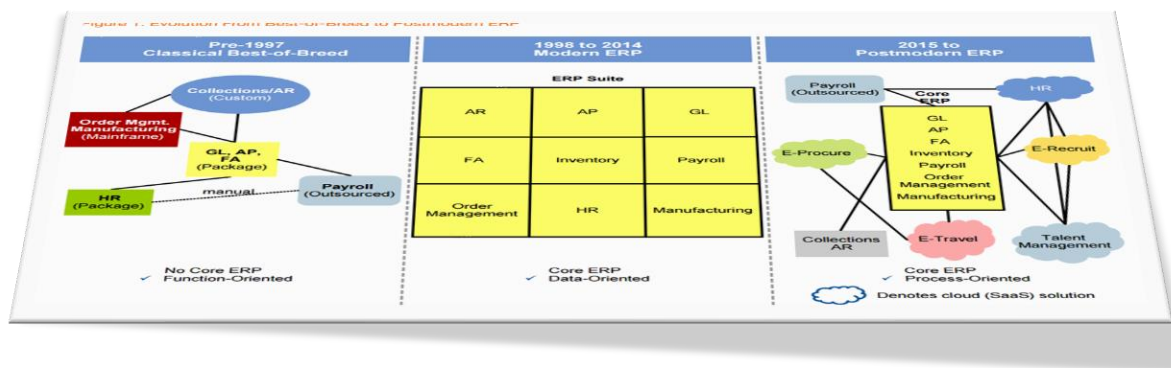 Figure 1. Evolution From Best-of-Breed to Postmodern ERP
Pre-1997
Classical Best-of-Breed
Collections/AR
(Custom)
Order Mgmt.
Manufacturing
(Mainframe)
GL, AP,
FA
(Package)
HR
(Package)
manual
Payroll
(Outsourced)
No Core ERP
✓ Function-Oriented
1998 to 2014
Modern ERP
ERP Suite
AR
AP
GL
FA
Inventory
Payroll
Order
Management
HR
Manufacturing
Core ERP
✓ Data-Oriented
2015 to
Postmodern ERP
Payroll
(Outsourced)
Core
ERP
HR
GL
AP
FA
Inventory
Payroll
Order
Management
Manufacturing
E-Procure
E-Recruit
Collections
AR
E-Travel
Talent
Management
Core ERP
✓ Process-Oriented
Denotes cloud (SaaS) solution